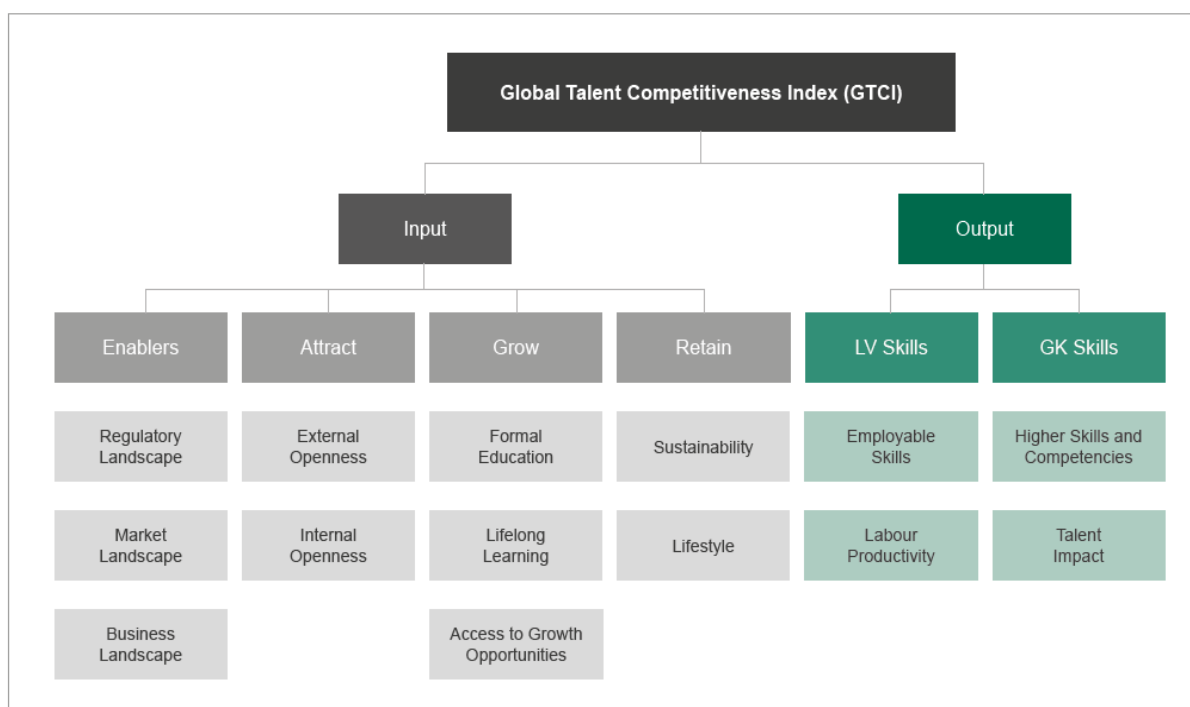 Global Talent Competitiveness Index (GTCI)
Input
Output
Enablers
Attract
Grow
Retain
LV Skills
GK Skills
Regulatory
Landscape
External
Openness
Formal
Education
Sustainability
Employable
Skills
Higher Skills and
Competencies
Market
Landscape
Internal
Openness
Lifelong
Learning
Lifestyle
Labour
Productivity
Talent
Impact
Business
Landscape
Access to Growth
Opportunities